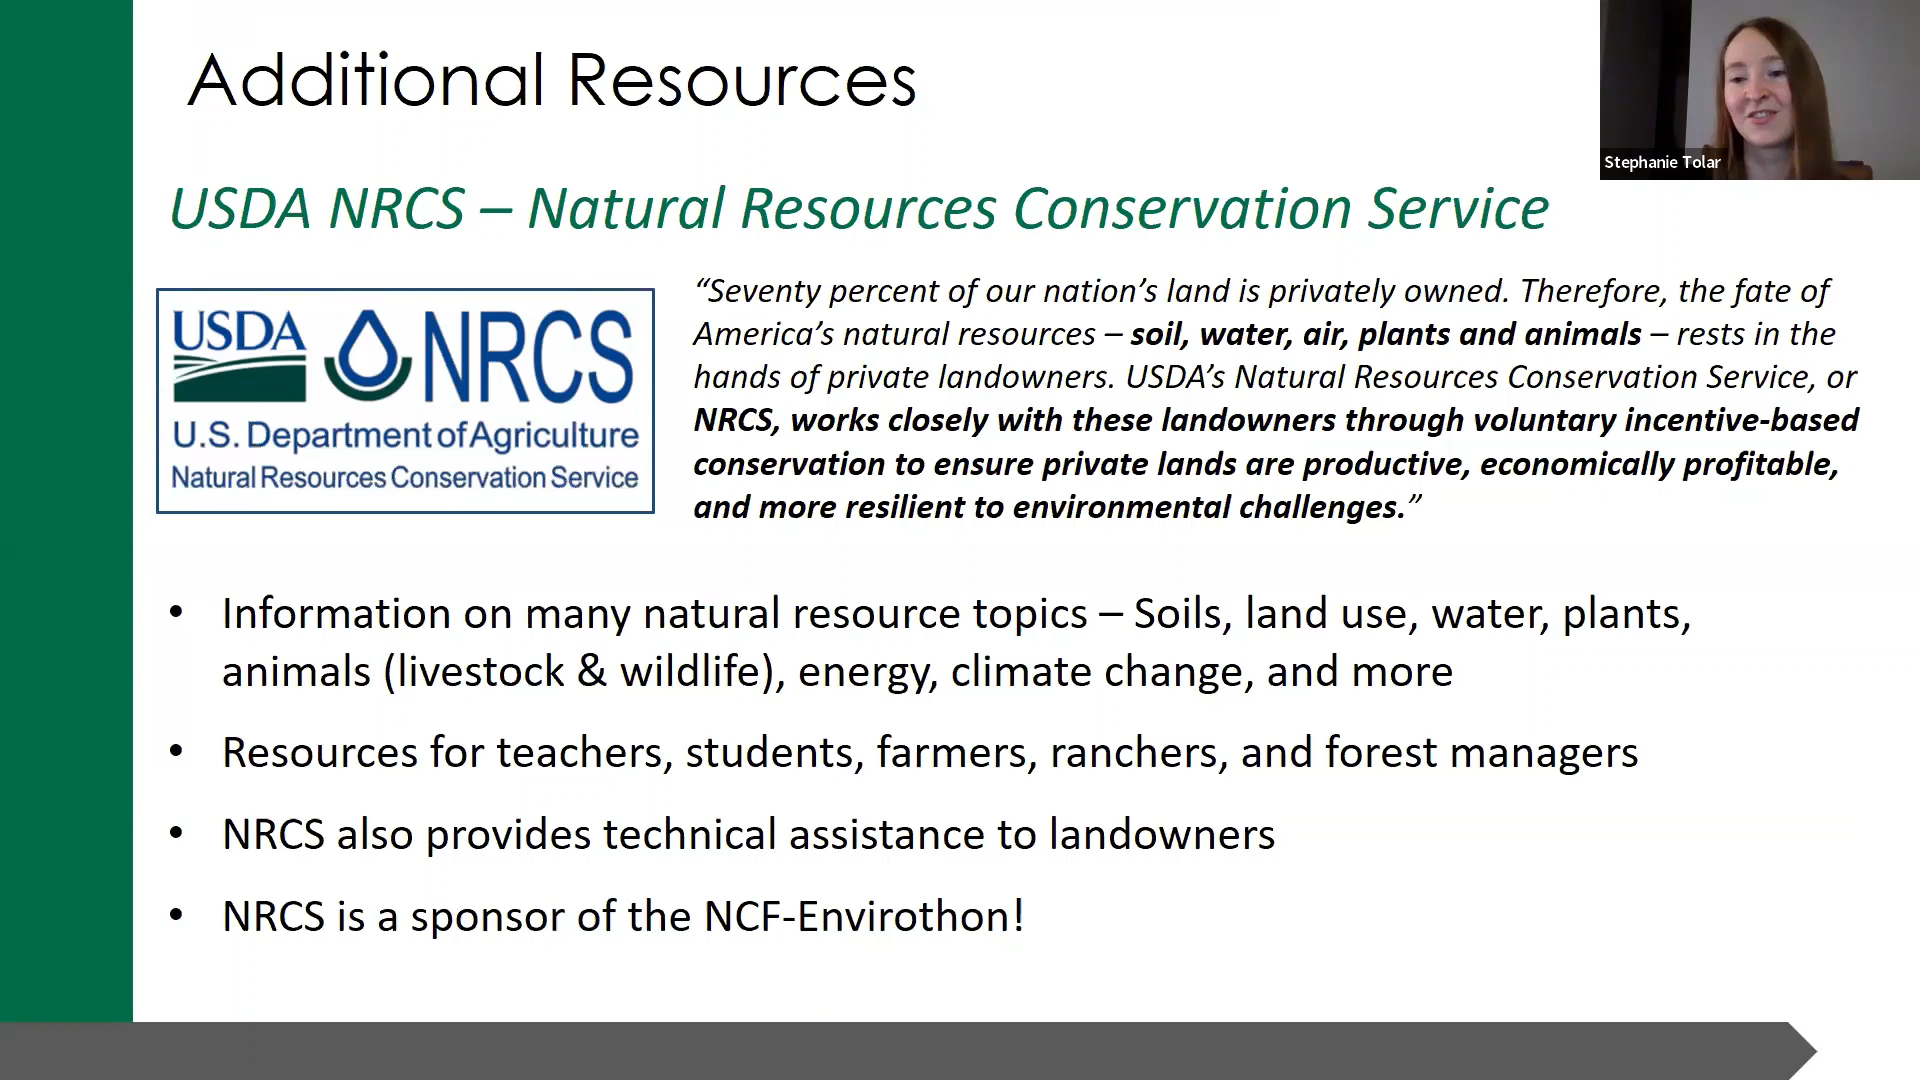 Additional Resources
Stephanie Tolar
USDA NRCS – Natural Resources Conservation Service
USDA NRCS
U.S. Department of Agriculture
Natural Resources Conservation Service
“Seventy percent of our nation’s land is privately owned. Therefore, the fate of
America’s natural resources – soil, water, air, plants and animals – rests in the
hands of private landowners. USDA’s Natural Resources Conservation Service, or
NRCS, works closely with these landowners through voluntary incentive-based
conservation to ensure private lands are productive, economically profitable,
and more resilient to environmental challenges.”
• Information on many natural resource topics – Soils, land use, water, plants,
animals (livestock & wildlife), energy, climate change, and more
• Resources for teachers, students, farmers, ranchers, and forest managers
• NRCS also provides technical assistance to landowners
• NRCS is a sponsor of the NCF-Envirothon!